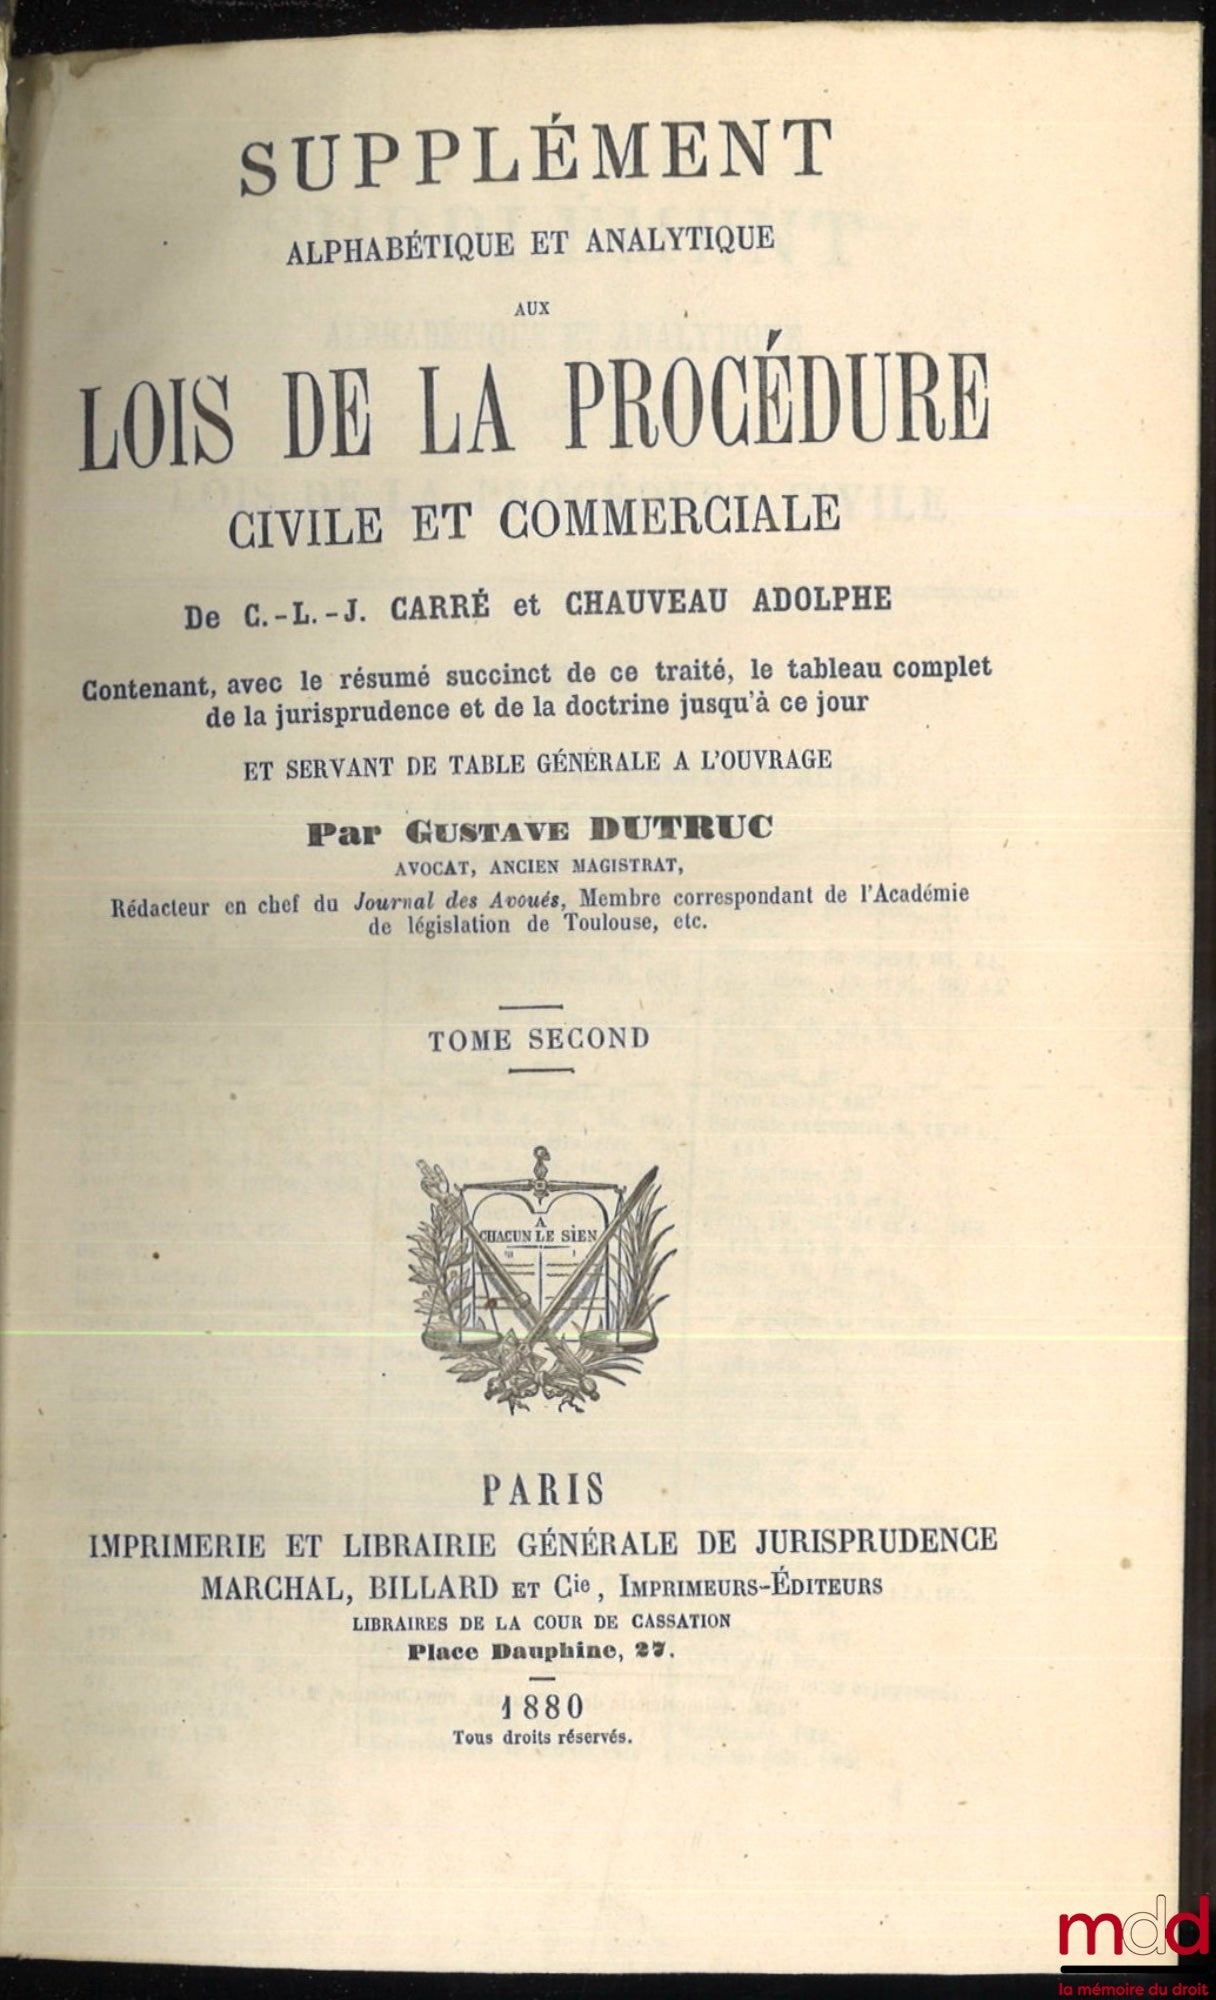 SUPPLÉMENT
ALPHABÉTIQUE ET ANALYTIQUE
AUX
LOIS DE LA PROCÉDURE
CIVILE ET COMMERCIALE
De C.-L.-J. CARRÉ et CHAUVEAU ADOLPHE
Contenant, avec le résumé succinct de ce traité, le tableau complet
de la jurisprudence et de la doctrine jusqu'à ce jour
ET SERVANT DE TABLE GÉNÉRALE A L'OUVRAGE
Par GUSTAVE DUTRUC
AVOCAT, ANCIEN MAGISTRAT,
Rédacteur en chef du Journal des Avoués, Membre correspondant de l'Académie
de législation de Toulouse, etc.
TOME SECOND
A
CHACUN LE SIEN
PARIS
IMPRIMERIE ET LIBRAIRIE GÉNÉRALE DE JURISPRUDENCE
MARCHAL, BILLARD ET Cie, IMPRIMEURS-ÉDITEURS
LIBRAIRES DE LA COUR DE CASSATION
Place Dauphine, 27.
1880
Tous droits réservés.
mdd
la mémoire du droit